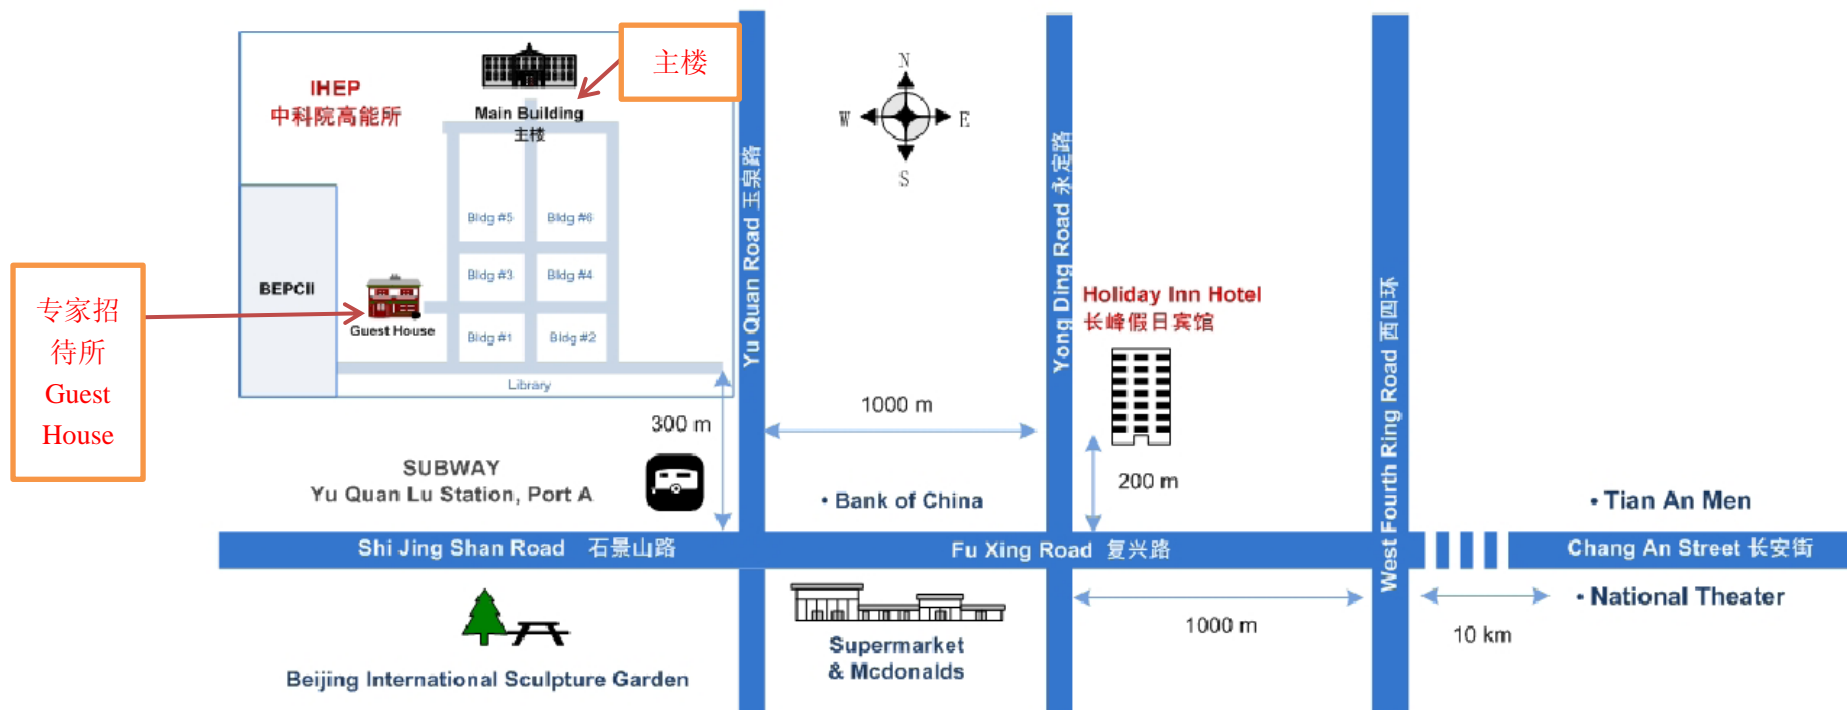 主楼
IHEP
中科院高能所
Main Building
主楼
N
W
E
S
Bldg #5
Bldg #6
Bldg #3
Bldg #4
Bldg #1
Bldg #2
BEPCII
Guest House
Library
专家招
待所
Guest
House
Yu Quan Road 玉泉路
Yong Ding Road 永定路
West Fourth Ring Road 西四环
Holiday Inn Hotel
长峰假日宾馆
1000 m
300 m
200 m
SUBWAY
Yu Quan Lu Station, Port A
• Bank of China
• Tian An Men
Shi Jing Shan Road 石景山路
Fu Xing Road 复兴路
Chang An Street 长安街
• National Theater
1000 m
10 km
Supermarket
& Mcdonalds
Beijing International Sculpture Garden